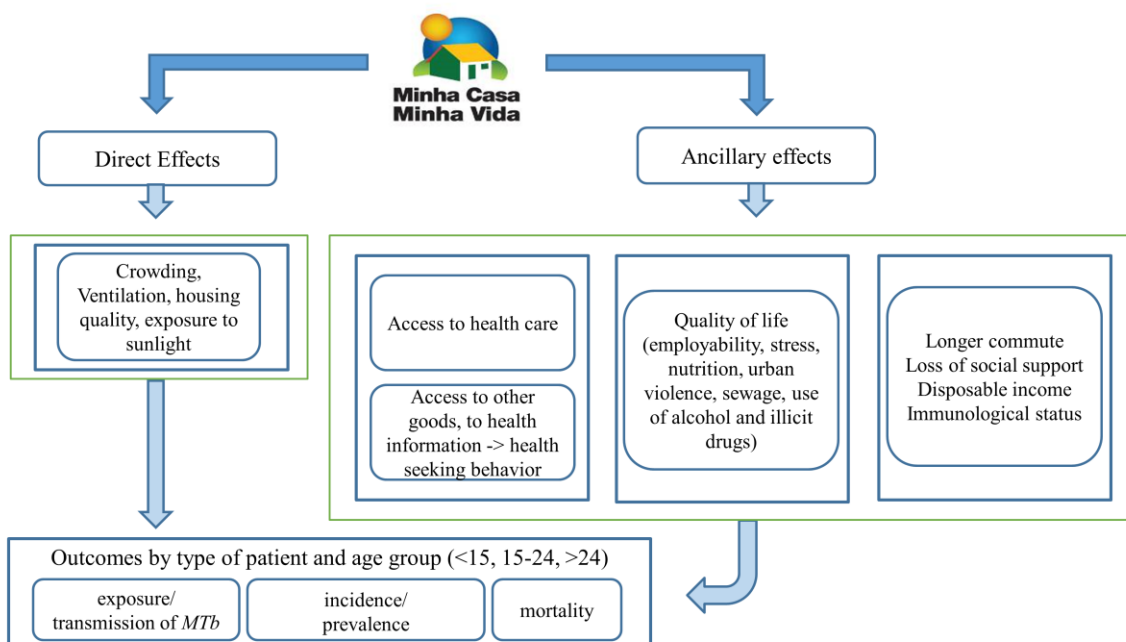 Minha Casa
Minha Vida
Direct Effects
Ancillary effects
Crowding,
Ventilation, housing
quality, exposure to
sunlight
Access to health care
Access to other
goods, to health
information -> health
seeking behavior
Quality of life
(employability, stress,
nutrition, urban
violence, sewage, use
of alcohol and illicit
drugs)
Longer commute
Loss of social support
Disposable income
Immunological status
Outcomes by type of patient and age group (<15, 15-24, >24)
exposure/
transmission of MTb
incidence/
prevalence
mortality